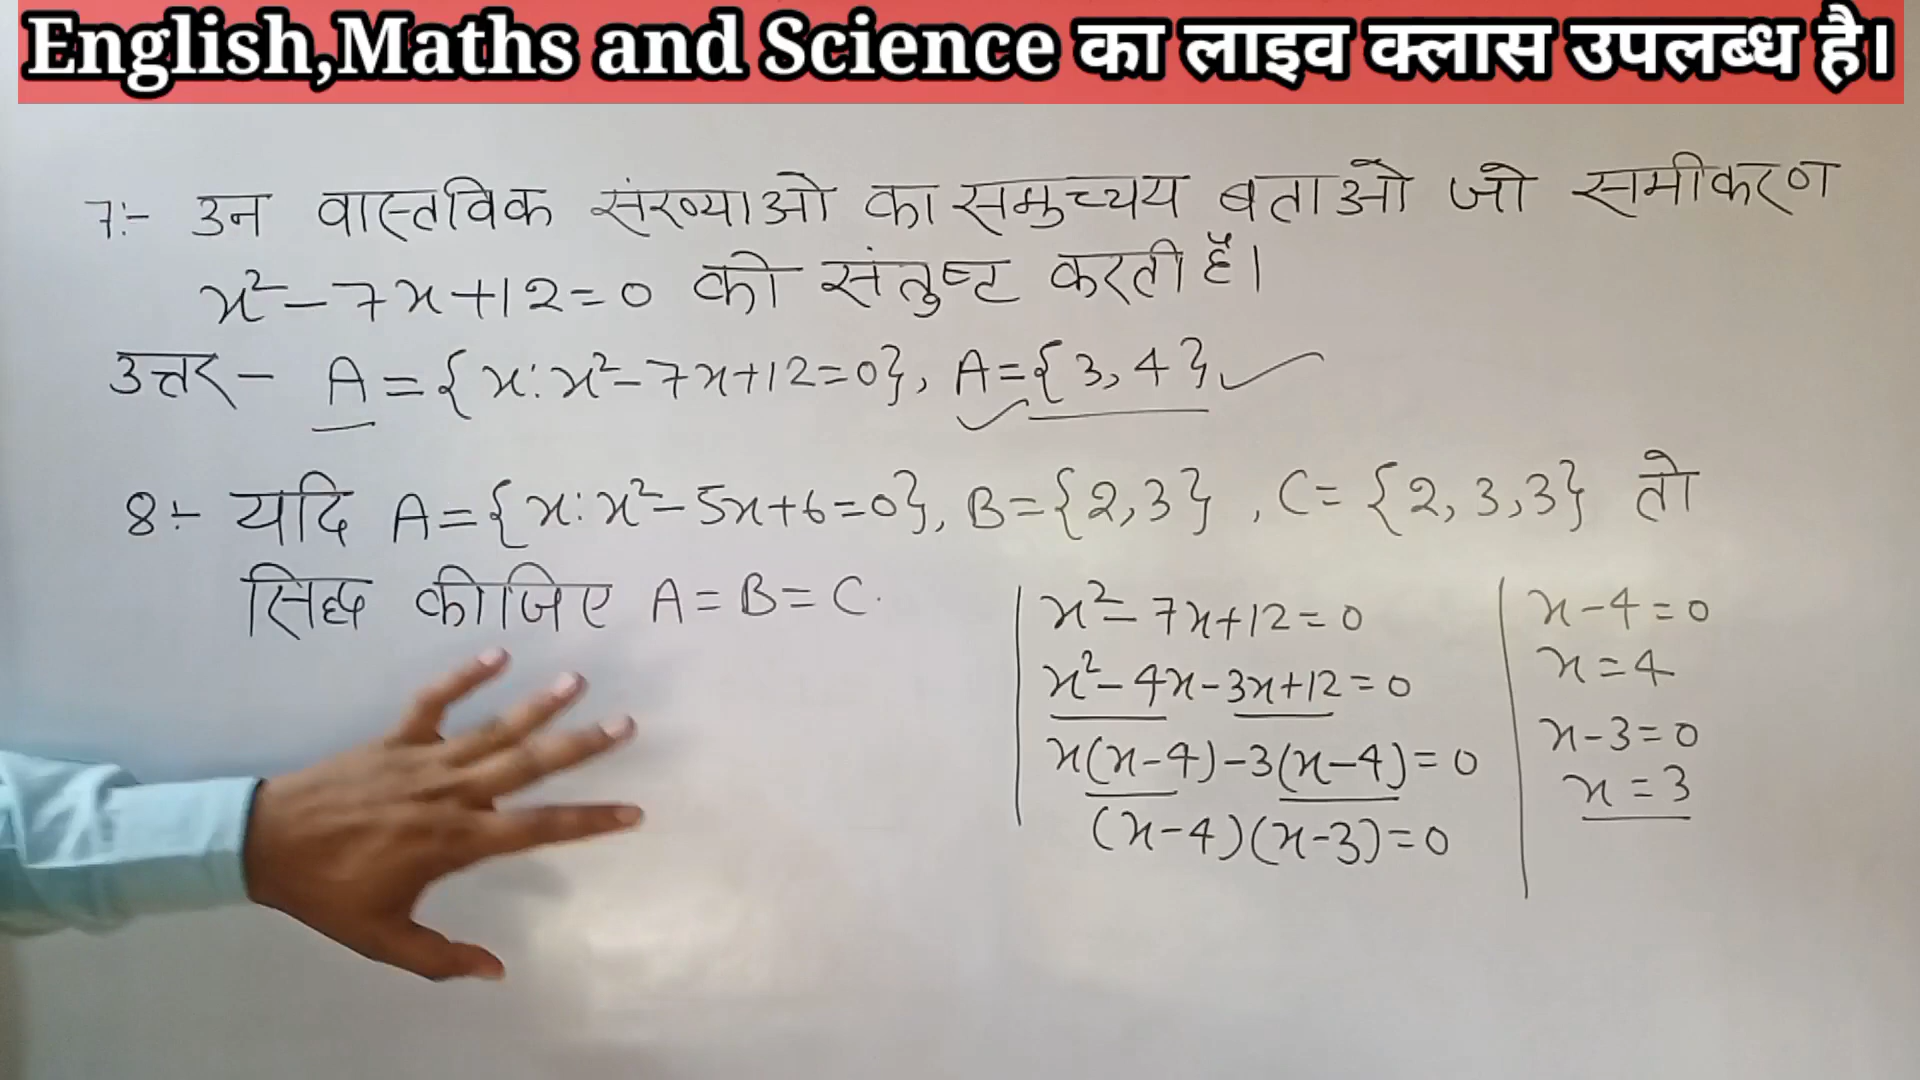 English,Maths and Science का लाइव क्लास उपलब्ध है।
7:- उन वास्तविक संख्याओ का समुच्चय बताओ जो समीकरण
x²-7x+12=0 को संतुष्ट करती है।
उत्तर- A={x:x²-7x+12=0}, A={3,4}
8:- यदि A={x:x²-5x+6=0}, B={2,3}, C={2,3,3} तो
सिद्ध कीजिए A=B=C.
x²-7x+12=0
x²-4x-3x+12=0
x(x-4)-3(x-4)=0
(x-4)(x-3)=0
x-4=0
x=4
x-3=0
x=3